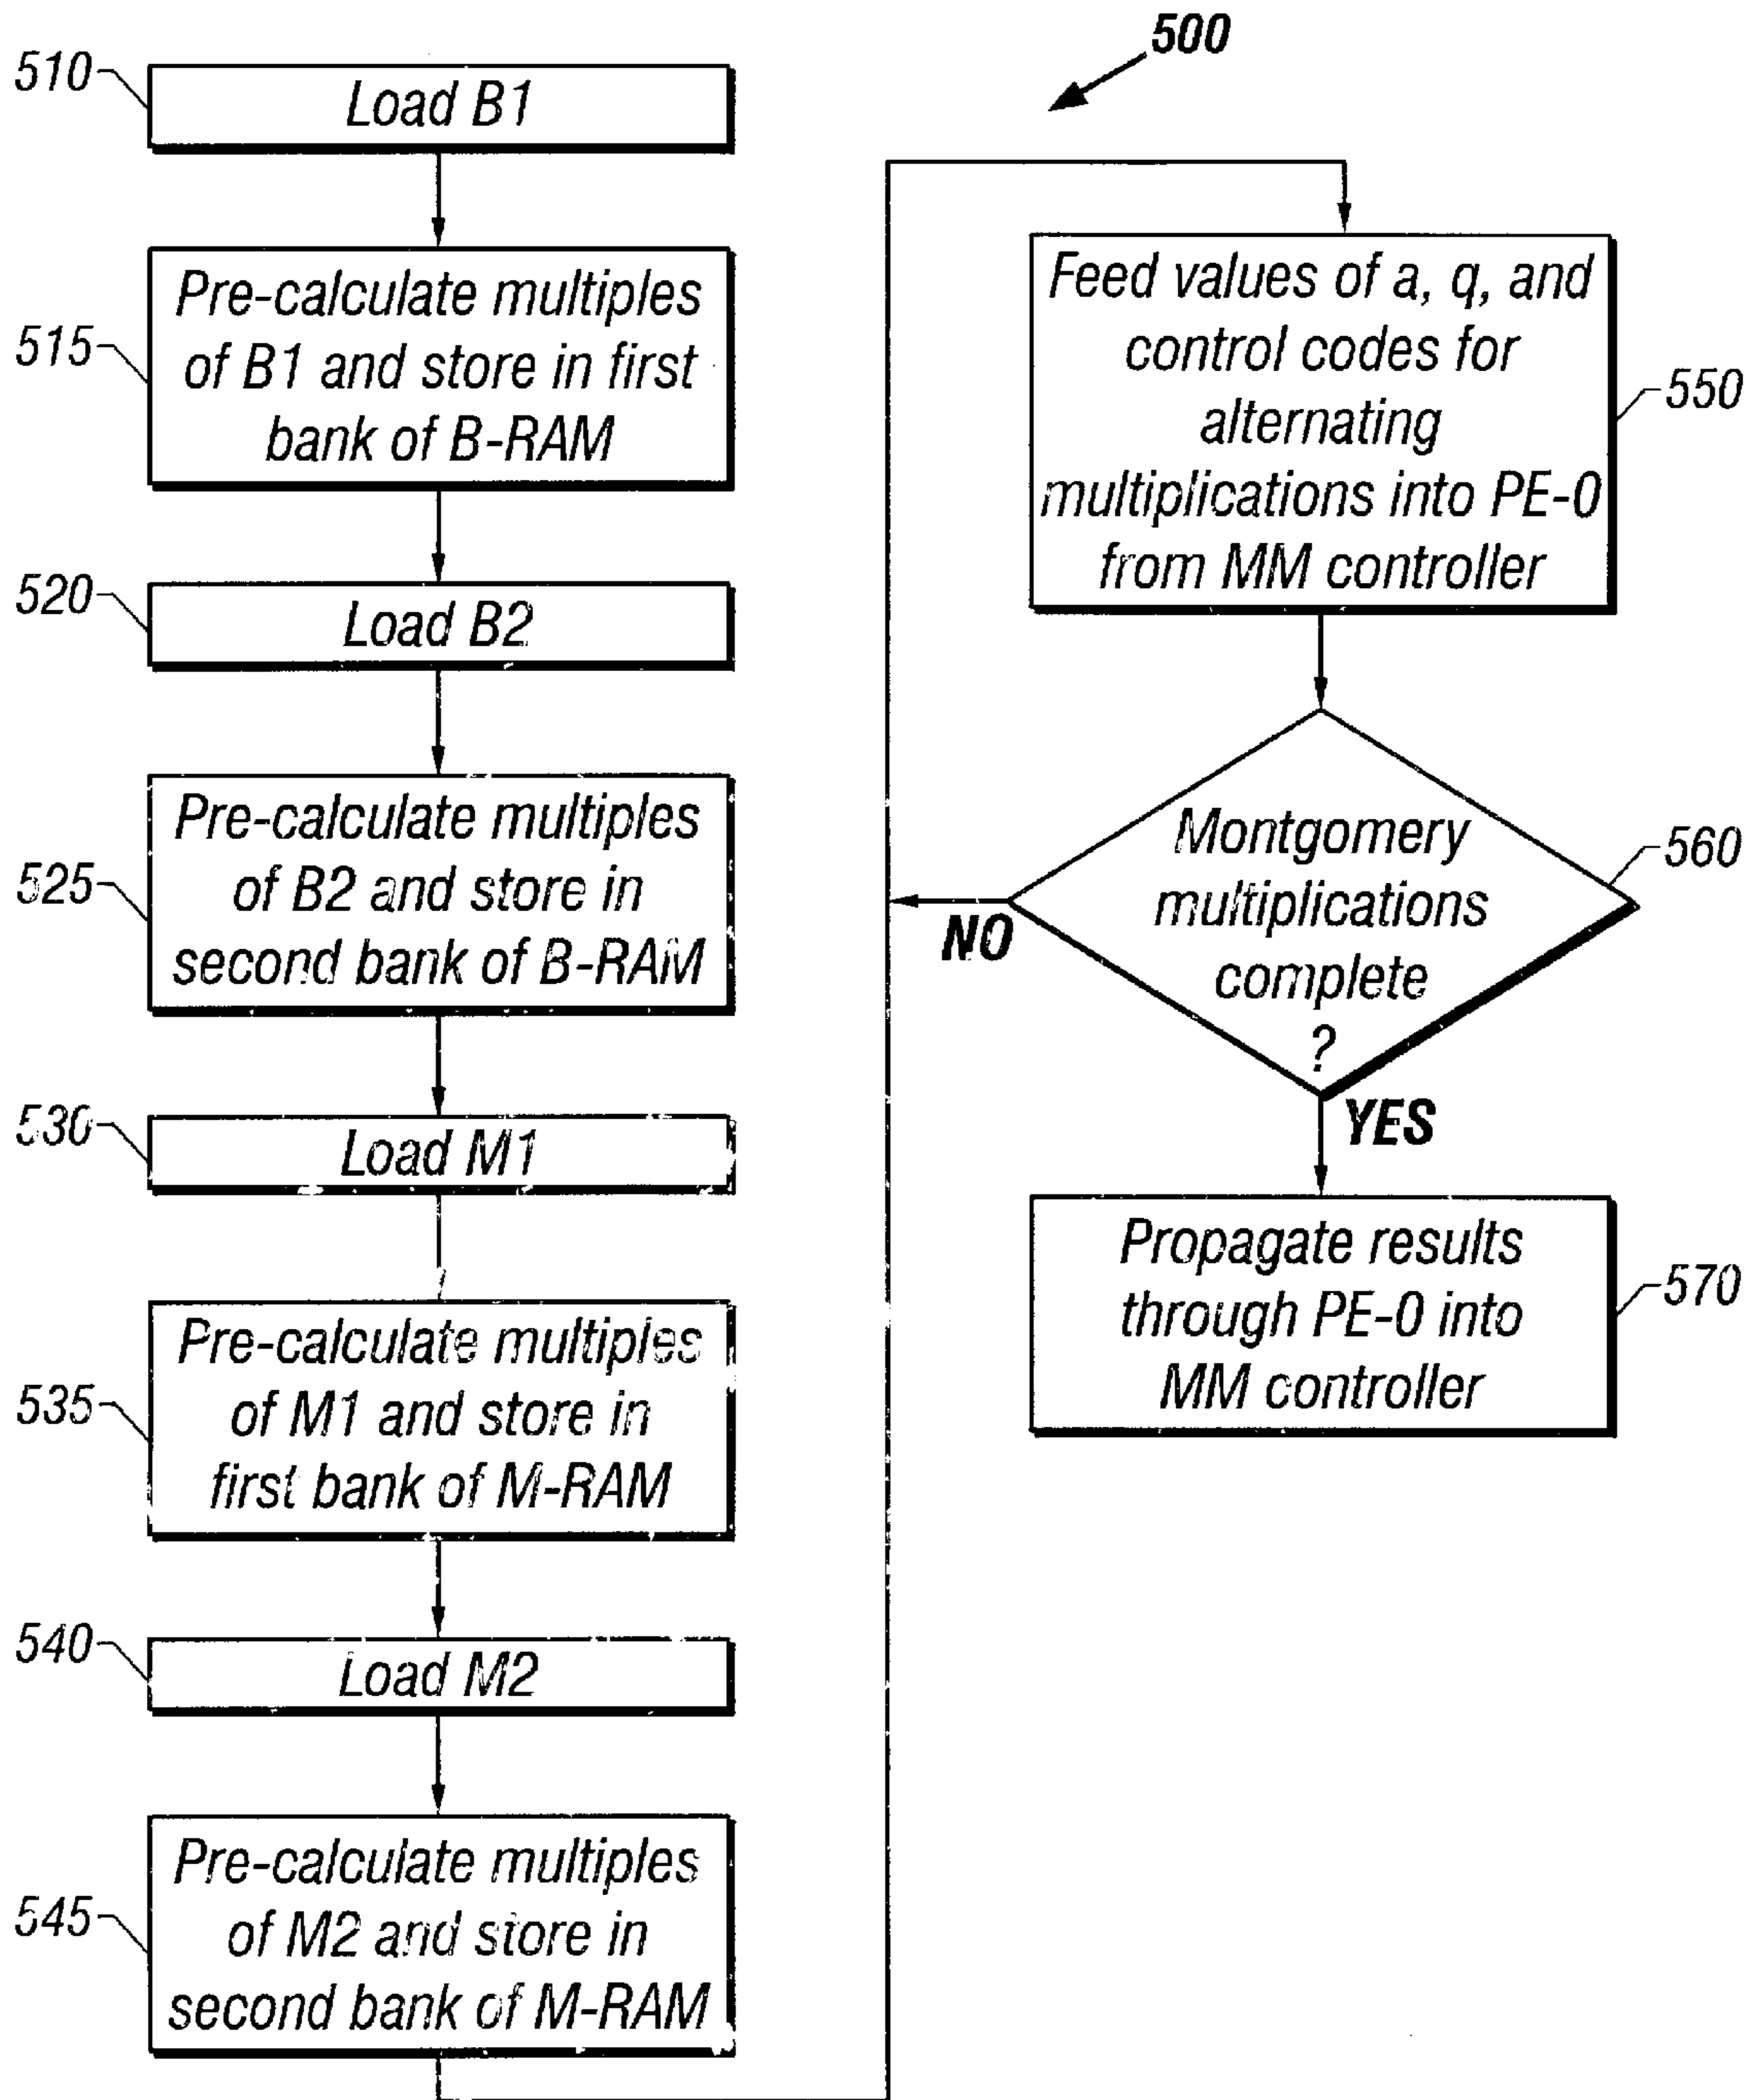 500
510
Load B1
515
Pre-calculate multiples
of B1 and store in first
bank of B-RAM
520
Load B2
525
Pre-calculate multiples
of B2 and store in
second bank of B-RAM
530
Load M1
535
Pre-calculate multiples
of M1 and store in
first bank of M-RAM
540
Load M2
545
Pre-calculate multiples
of M2 and store in
second bank of M-RAM
Feed values of a, q, and
control codes for
alternating
multiplications into PE-0
from MM controller
550
Montgomery
multiplications
complete
?
560
NO
YES
Propagate results
through PE-0 into
MM controller
570